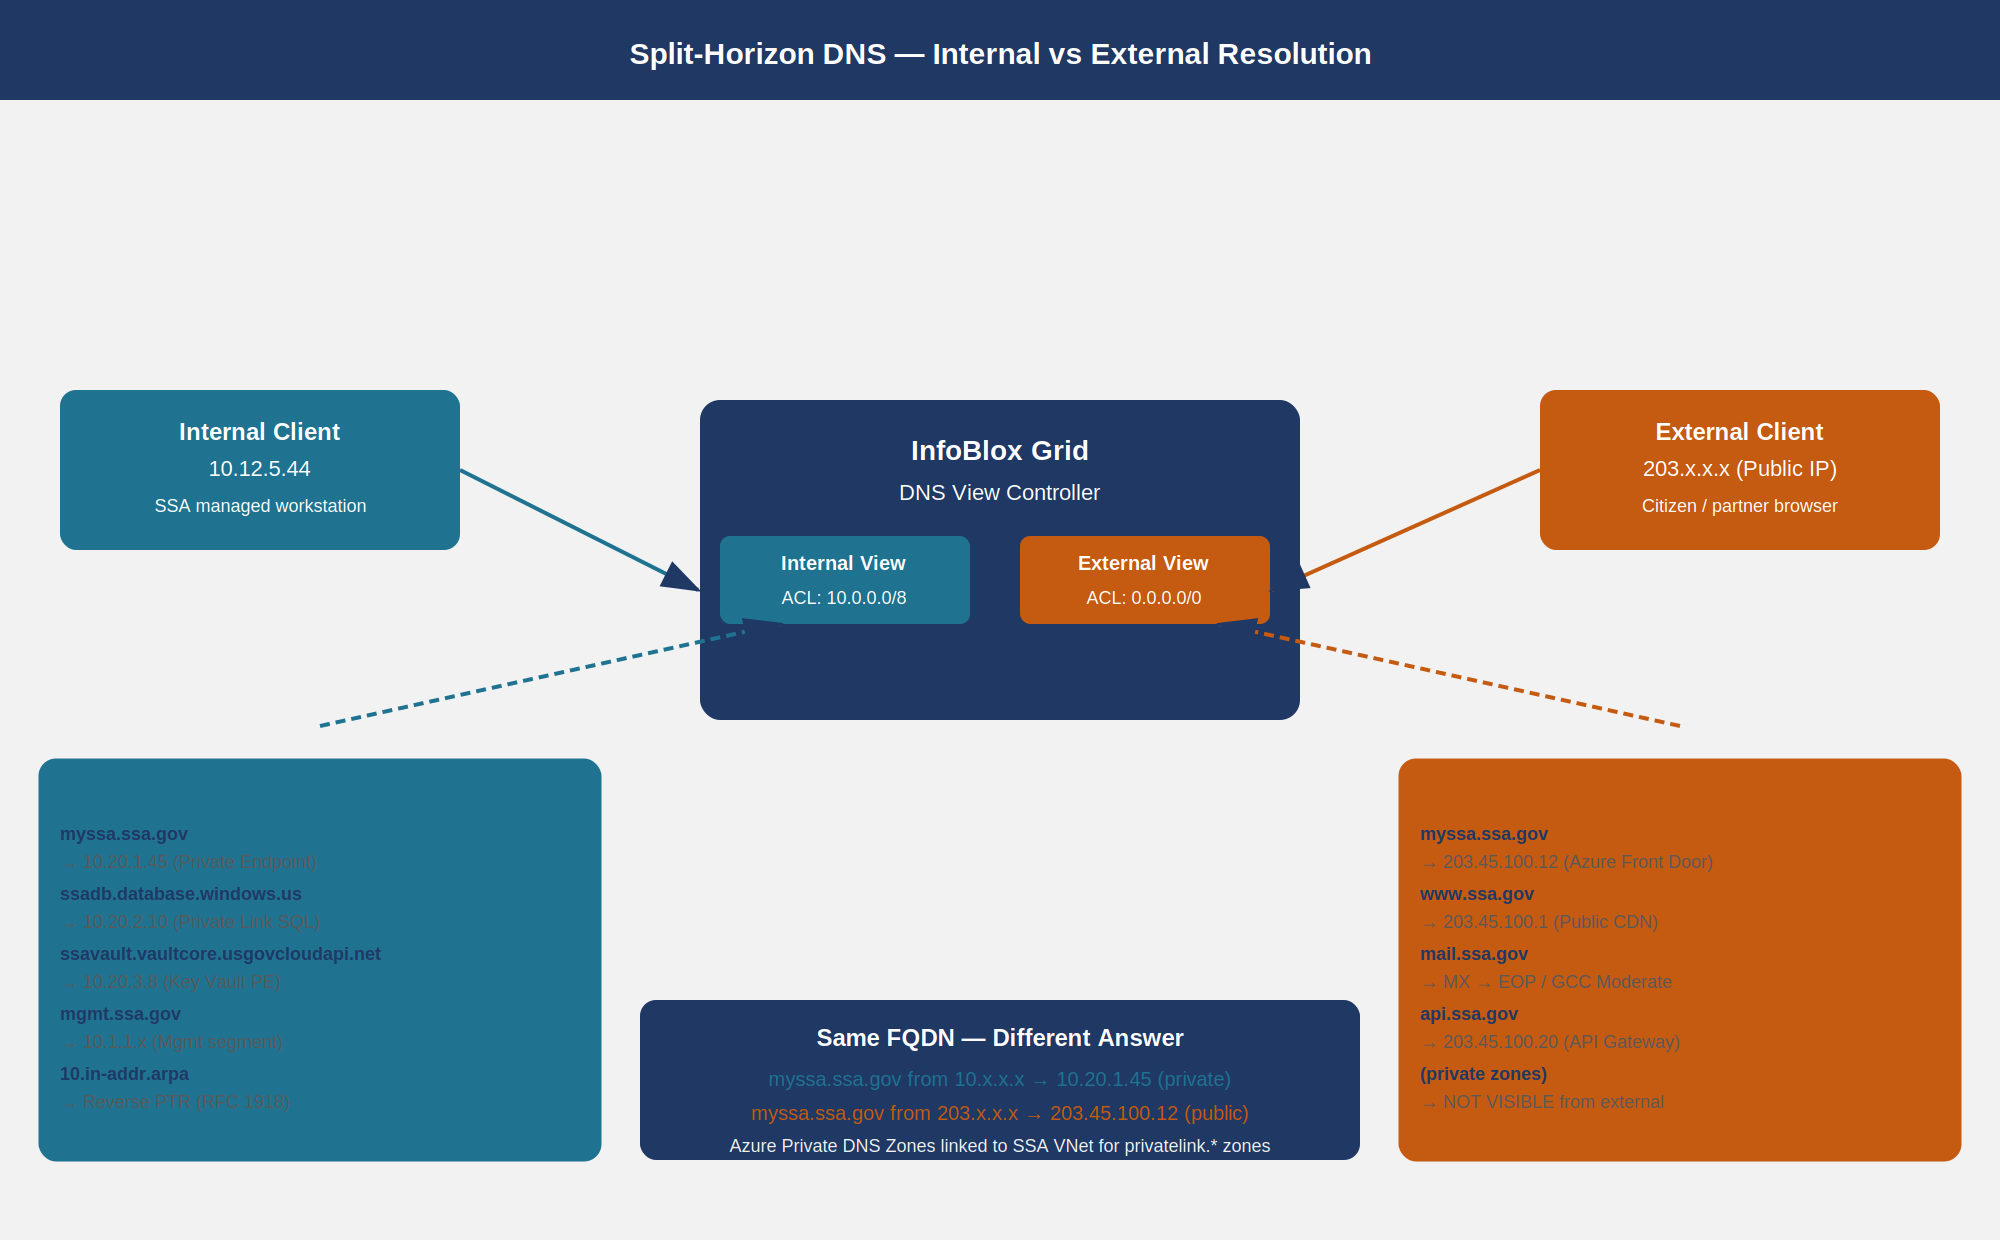 Split-Horizon DNS — Internal vs External Resolution
Internal Client
10.12.5.44
SSA managed workstation
InfoBlox Grid
DNS View Controller
Internal View
ACL: 10.0.0.0/8
External View
ACL: 0.0.0.0/0
External Client
203.x.x.x (Public IP)
Citizen / partner browser
myssa.ssa.gov
→ 10.20.1.45 (Private Endpoint)
ssadb.database.windows.us
→ 10.20.2.10 (Private Link SQL)
ssavault.vaultcore.usgovcloudapi.net
→ 10.20.3.8 (Key Vault PE)
mgmt.ssa.gov
→ 10.1.1.x (Mgmt segment)
10.in-addr.arpa
→ Reverse PTR (RFC 1918)
Same FQDN — Different Answer
myssa.ssa.gov from 10.x.x.x → 10.20.1.45 (private)
myssa.ssa.gov from 203.x.x.x → 203.45.100.12 (public)
Azure Private DNS Zones linked to SSA VNet for privatelink.* zones
myssa.ssa.gov
→ 203.45.100.12 (Azure Front Door)
www.ssa.gov
→ 203.45.100.1 (Public CDN)
mail.ssa.gov
→ MX → EOP / GCC Moderate
api.ssa.gov
→ 203.45.100.20 (API Gateway)
(private zones)
→ NOT VISIBLE from external